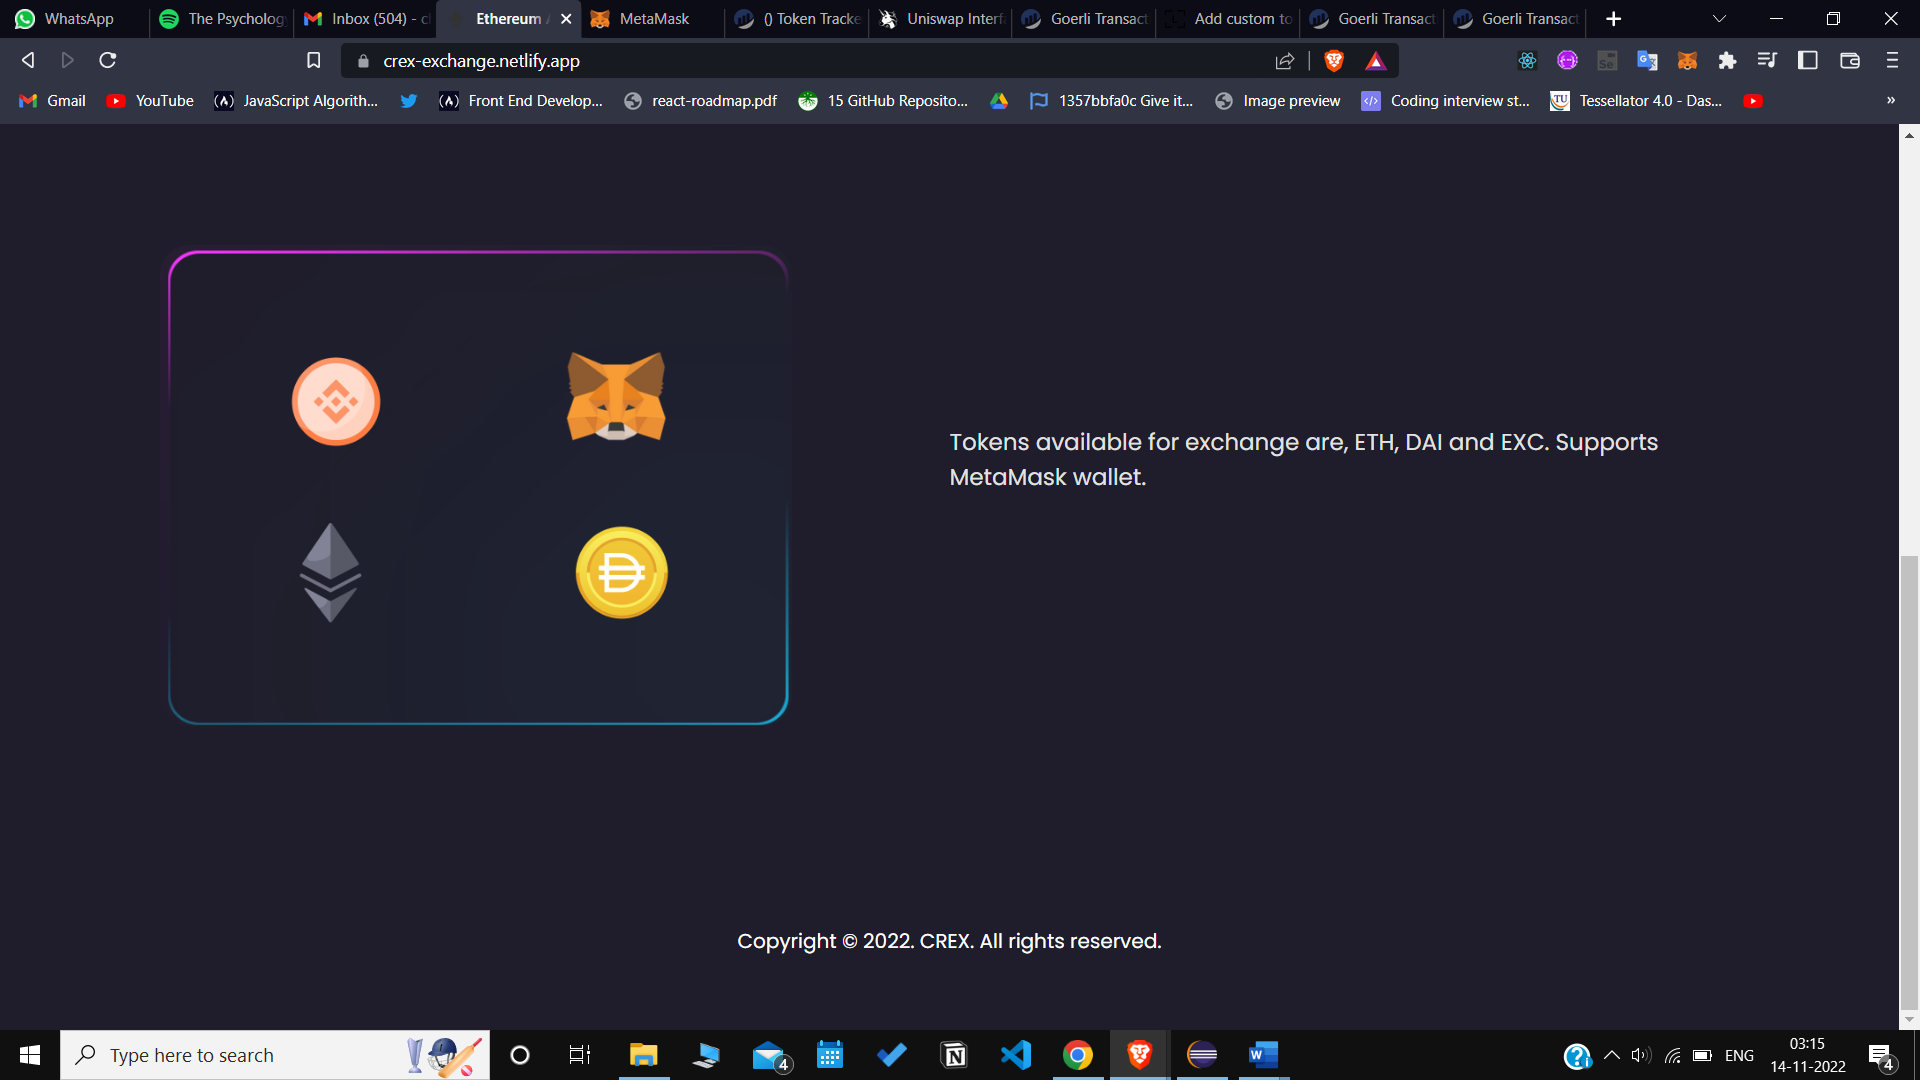 WhatsApp
The Psycholog
Inbox (504) - c
Ethereum
MetaMask
() Token Tracke
Uniswap Interf
Goerli Transact
Add custom to
Goerli Transact
Goerli Transact
crex-exchange.netlify.app
Gmail
YouTube
JavaScript Algorith...
Front End Develop...
react-roadmap.pdf
15 GitHub Reposito...
1357bbfa0c Give it...
Image preview
Coding interview st...
TU
Tessellator 4.0 - Das...
»
Tokens available for exchange are, ETH, DAI and EXC. Supports
MetaMask wallet.
Copyright © 2022. CREX. All rights reserved.
Type here to search
4
ENG
03:15
14-11-2022
4